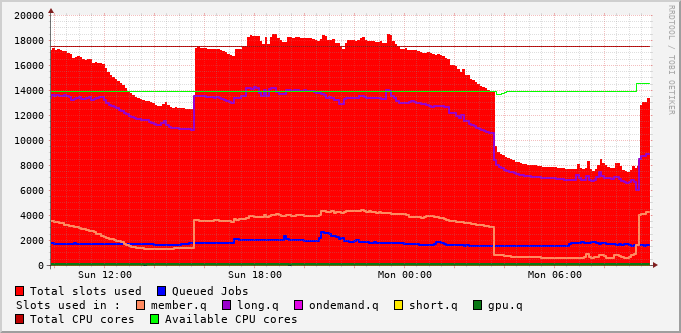 20000
18000
16000
14000
12000
10000
8000
6000
4000
2000
0
Sun 12:00 Sun 18:00 Mon 00:00 Mon 06:00
Total slots used Queued Jobs
Slots used in : member.q long.q ondemand.q short.q gpu.q
Total CPU cores Available CPU cores
RRDTOOL / TOBI OETIKER